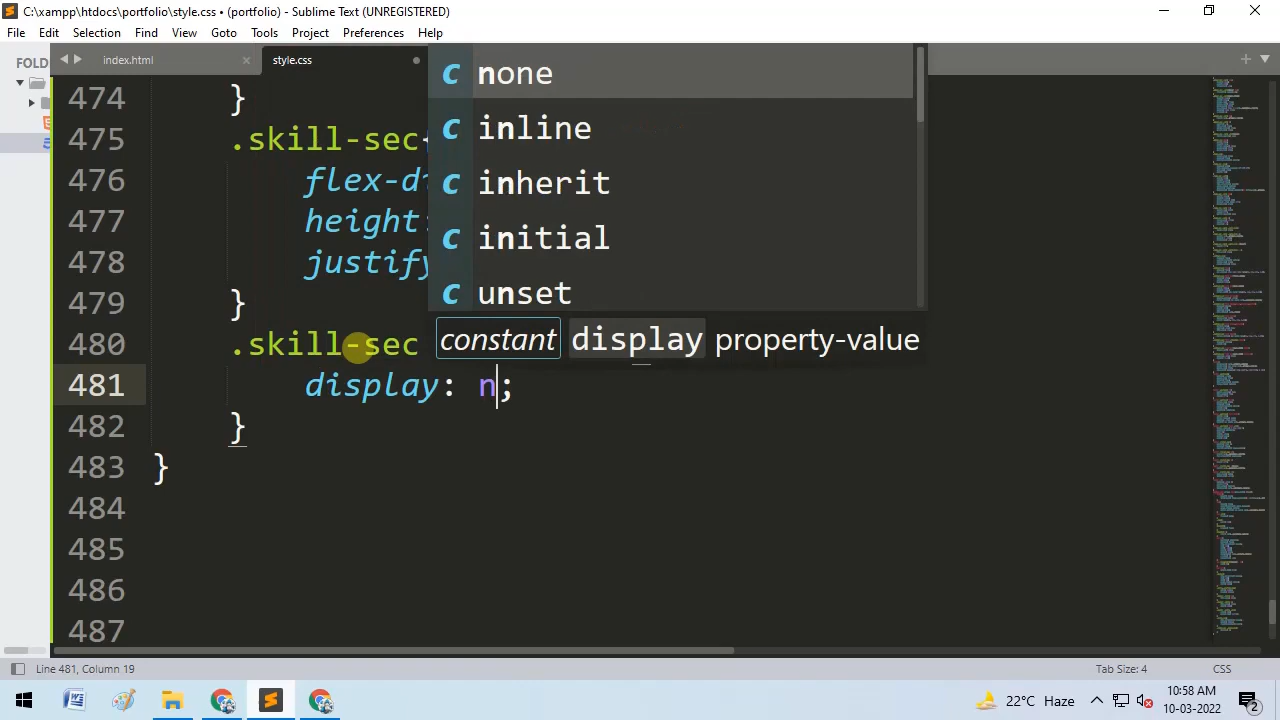 C:\xampp\htdocs\portfolio\style.css • (portfolio) - Sublime Text (UNREGISTERED)
File Edit Selection Find View Goto Tools Project Preferences Help
FOLD
index.html × style.css
474 }
475 .skill-sec{
476 flex-di
477 height:
478 justify
479 }
480 .skill-sec
481 display: n;
482 }
483 }
484
485
486
487
c none
c inline
c inherit
c initial
c unset
constant display property-value
Line 481, Column 19 Tab Size: 4 CSS
22°C Haze
10:58 AM
10-03-2022
2